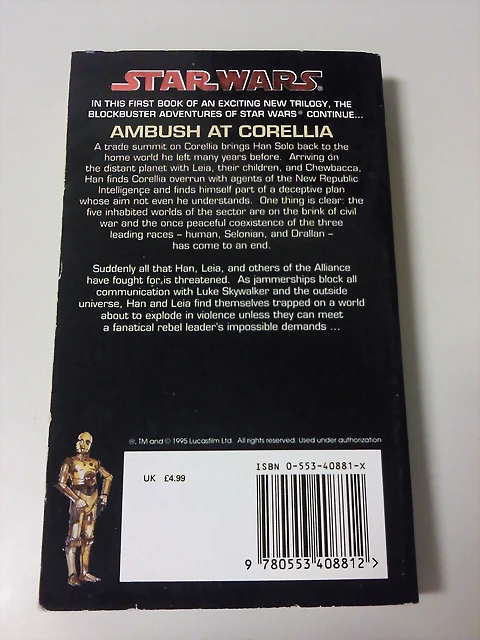 STAR WARS®
IN THIS FIRST BOOK OF AN EXCITING NEW TRILOGY, THE
BLOCKBUSTER ADVENTURES OF STAR WARS® CONTINUE...
AMBUSH AT CORELLIA
A trade summit on Corellia brings Han Solo back to the
home world he left many years before. Arriving on
the distant planet with Leia, their children, and Chewbacca,
Han finds Corellia overrun with agents of the New Republic
Intelligence and finds himself part of a deceptive plan
whose aim not even he understands. One thing is clear: the
five inhabited worlds of the sector are on the brink of civil
war and the once peaceful coexistence of the three
leading races – human, Selonian, and Drallan –
has come to an end.
Suddenly all that Han, Leia, and others of the Alliance
have fought for, is threatened. As jammerships block all
communication with Luke Skywalker and the outside
universe, Han and Leia find themselves trapped on a world
about to explode in violence unless they can meet
a fanatical rebel leader's impossible demands ...
®, TM and © 1995 Lucasfilm Ltd. All rights reserved. Used under authorization
UK £4.99
ISBN 0-553-40881-X
9 780553 408812 >